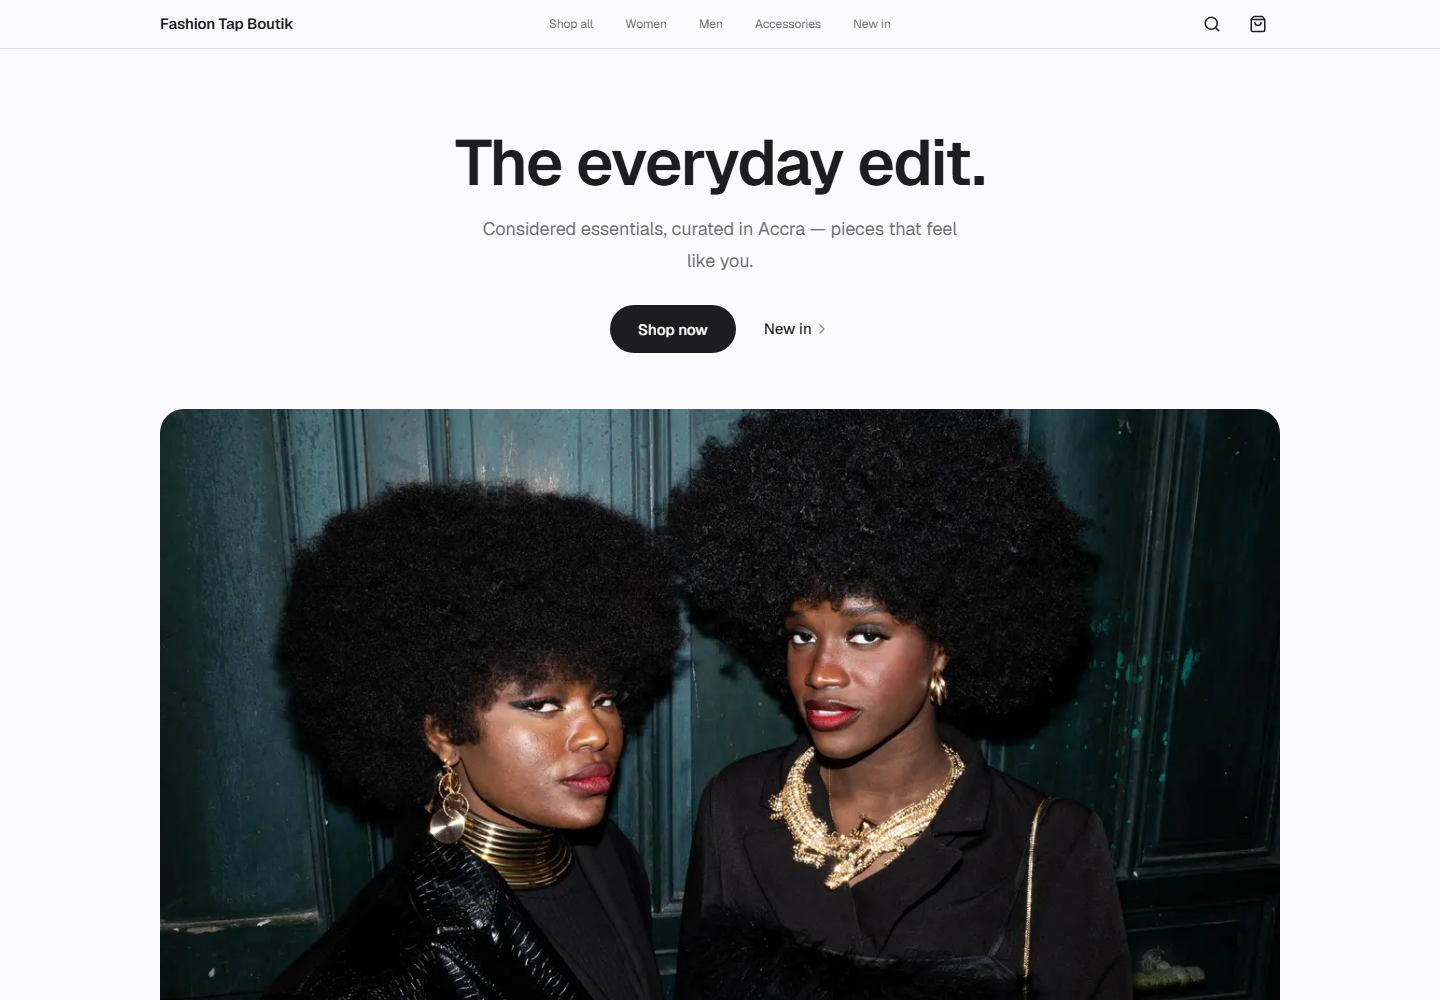 Fashion Tap Boutik
Shop all
Women
Men
Accessories
New in
The everyday edit.
Considered essentials, curated in Accra — pieces that feel
like you.
Shop now
New in